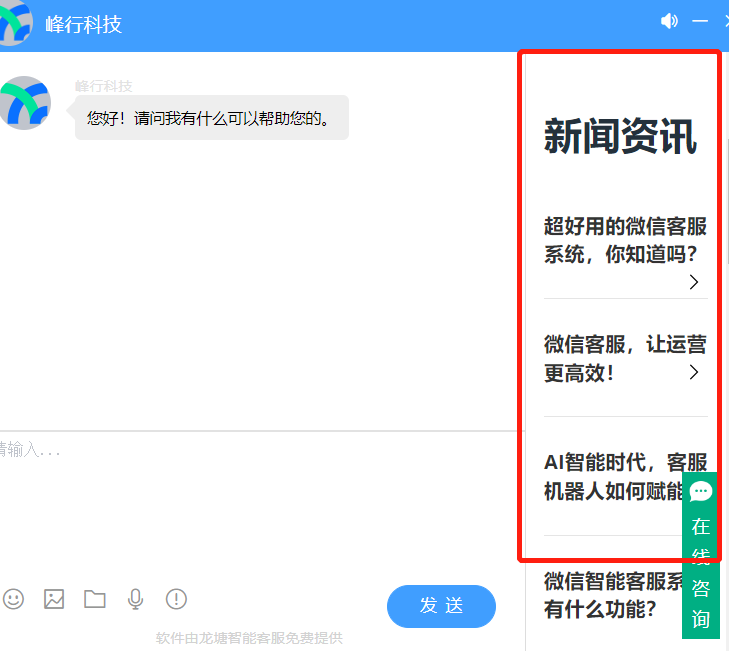 峰行科技
峰行科技
您好！请问我有什么可以帮助您的。
新闻资讯
超好用的微信客服
系统，你知道吗？
微信客服，让运营
更高效！
AI智能时代，客服
机器人如何赋能
微信智能客服系
有什么功能？
在
线
咨
询
请输入...
发 送
软件由龙塘智能客服免费提供